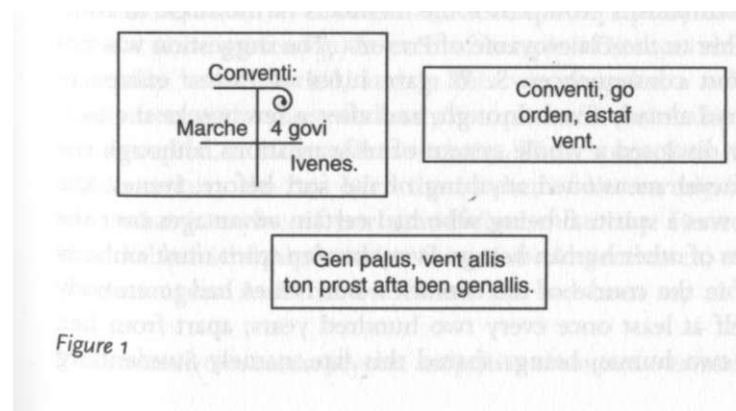 Conventi:
Marche 4 govi
Ivenes.
Conventi, go
orden, astaf
vent.
Gen palus, vent allis
ton prost afta ben genallis.
Figure 1